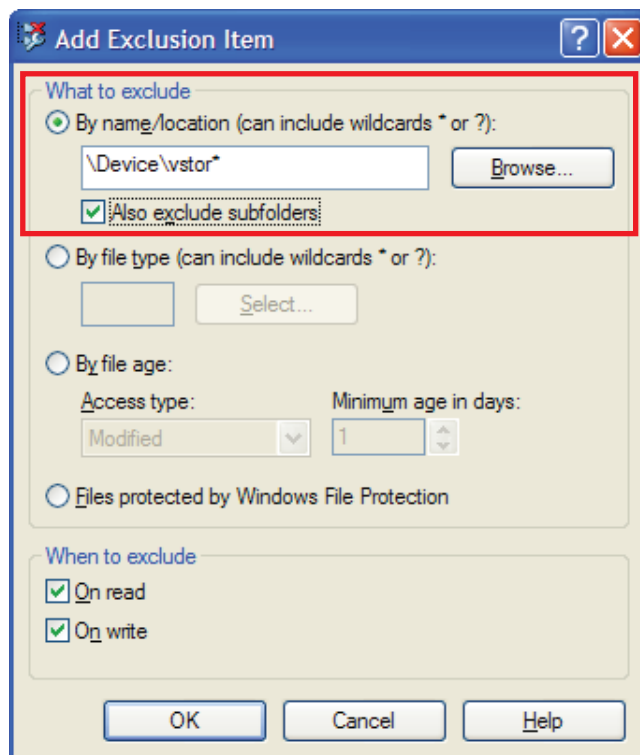 Add Exclusion Item
What to exclude
By name/location (can include wildcards * or ?):
\Device\vstor*
Browse...
Also exclude subfolders
By file type (can include wildcards * or ?):
Select...
By file age:
Access type: Minimum age in days:
Modified 1
Files protected by Windows File Protection
When to exclude
On read
On write
OK Cancel Help